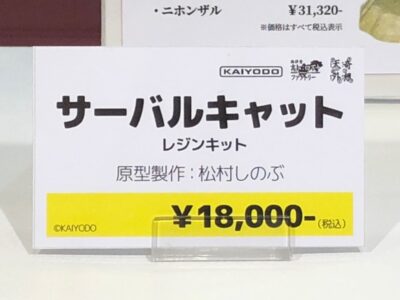 ・ニホンザル ¥31,320-
※価格はすべて税込表示
KAIYODO
サーバルキャット
レジンキット
原型製作：松村しのぶ
¥18,000-(税込)
©KAIYODO